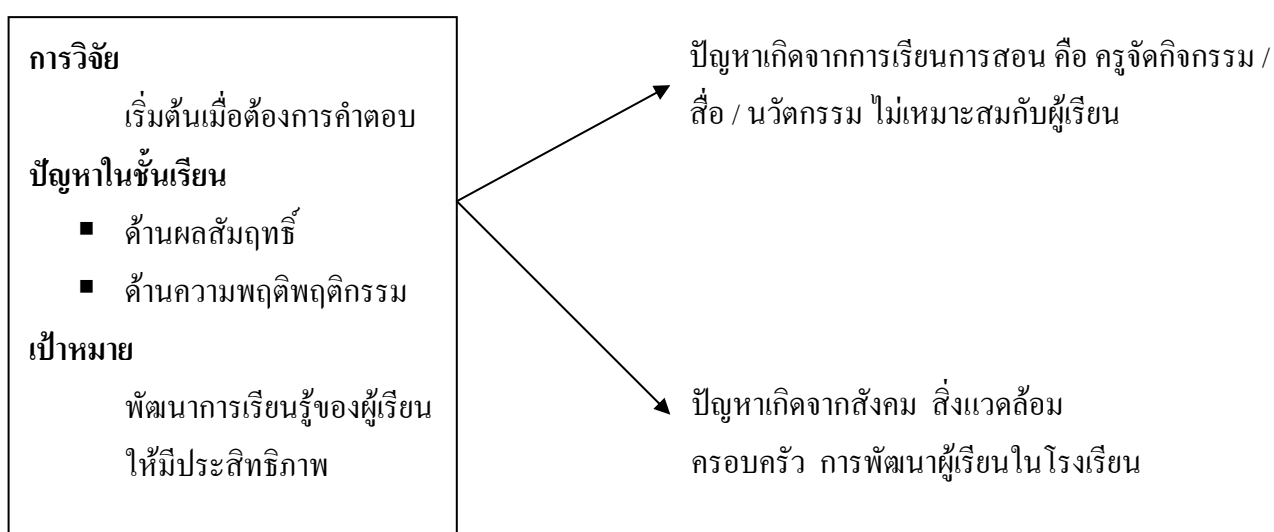 การวิจัย
เริ่มต้นเมื่อต้องการคำตอบ
ปัญหาในชั้นเรียน
▪ ด้านผลสัมฤทธิ์
▪ ด้านความพฤติพฤติกรรม
เป้าหมาย
พัฒนาการเรียนรู้ของผู้เรียน
ให้มีประสิทธิภาพ
ปัญหาเกิดจากการเรียนการสอน คือ ครูจัดกิจกรรม /
สื่อ / นวัตกรรม ไม่เหมาะสมกับผู้เรียน
ปัญหาเกิดจากสังคม สิ่งแวดล้อม
ครอบครัว การพัฒนาผู้เรียนในโรงเรียน